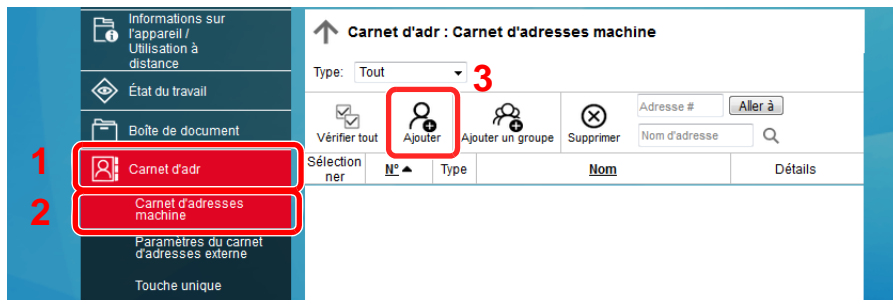 Informations sur
l'appareil /
Utilisation à
distance
État du travail
Boîte de document
1
Carnet d'adr
2
Carnet d'adresses
machine
Paramètres du carnet
d'adresses externe
Touche unique
Carnet d'adr : Carnet d'adresses machine
Type: Tout
3
Vérifier tout
Ajouter
Ajouter un groupe
Supprimer
Adresse #
Aller à
Nom d'adresse
Sélection
ner
N°
Type
Nom
Détails